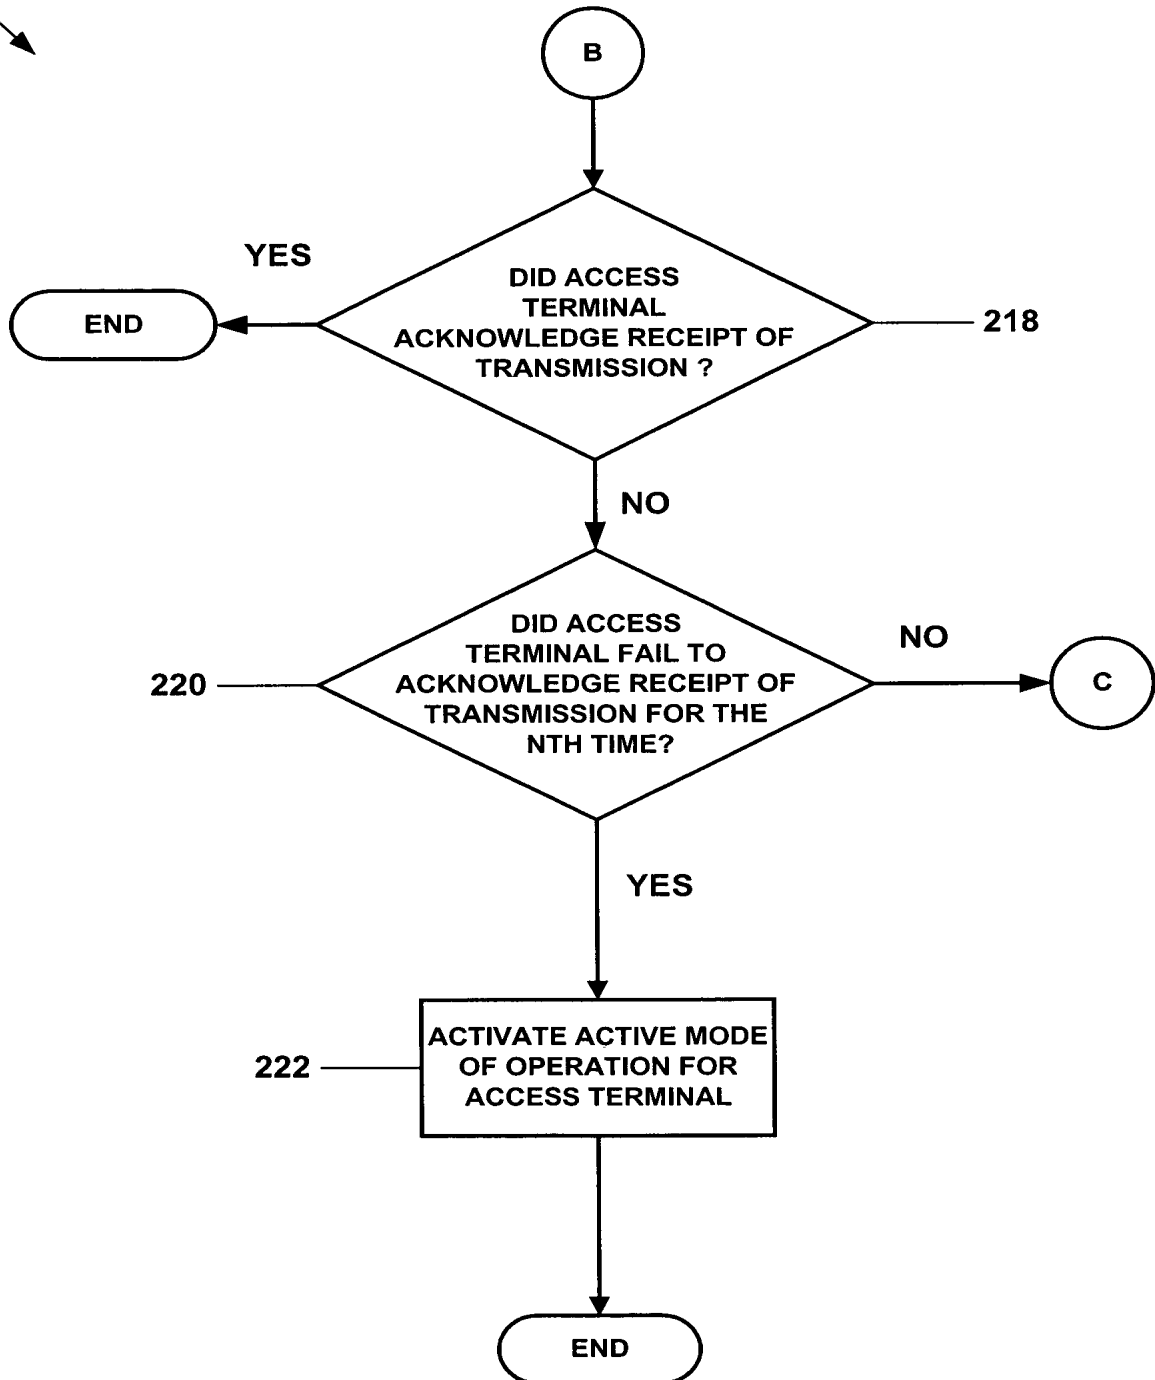 B
YES
DID ACCESS
TERMINAL
ACKNOWLEDGE RECEIPT OF
TRANSMISSION ?
END
218
NO
DID ACCESS
TERMINAL FAIL TO
ACKNOWLEDGE RECEIPT OF
TRANSMISSION FOR THE
NTH TIME?
220
NO
C
YES
ACTIVATE ACTIVE MODE
OF OPERATION FOR
ACCESS TERMINAL
222
END